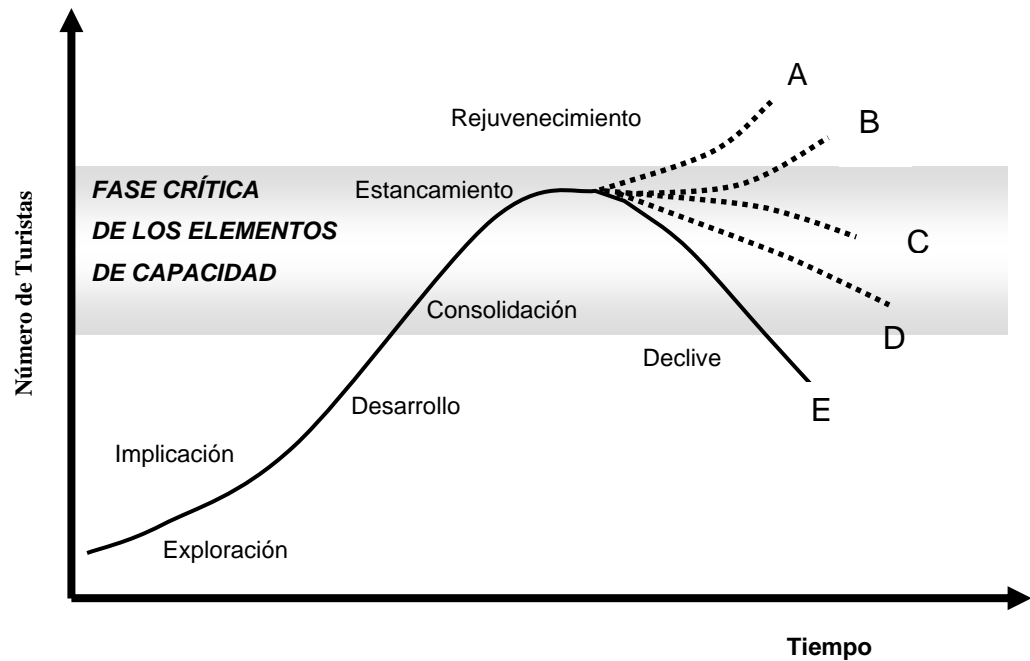 A
Rejuvenecimiento
B
FASE CRÍTICA
DE LOS ELEMENTOS
DE CAPACIDAD
Estancamiento
C
Consolidación
D
Declive
E
Desarrollo
Implicación
Exploración
Número de Turistas
Tiempo